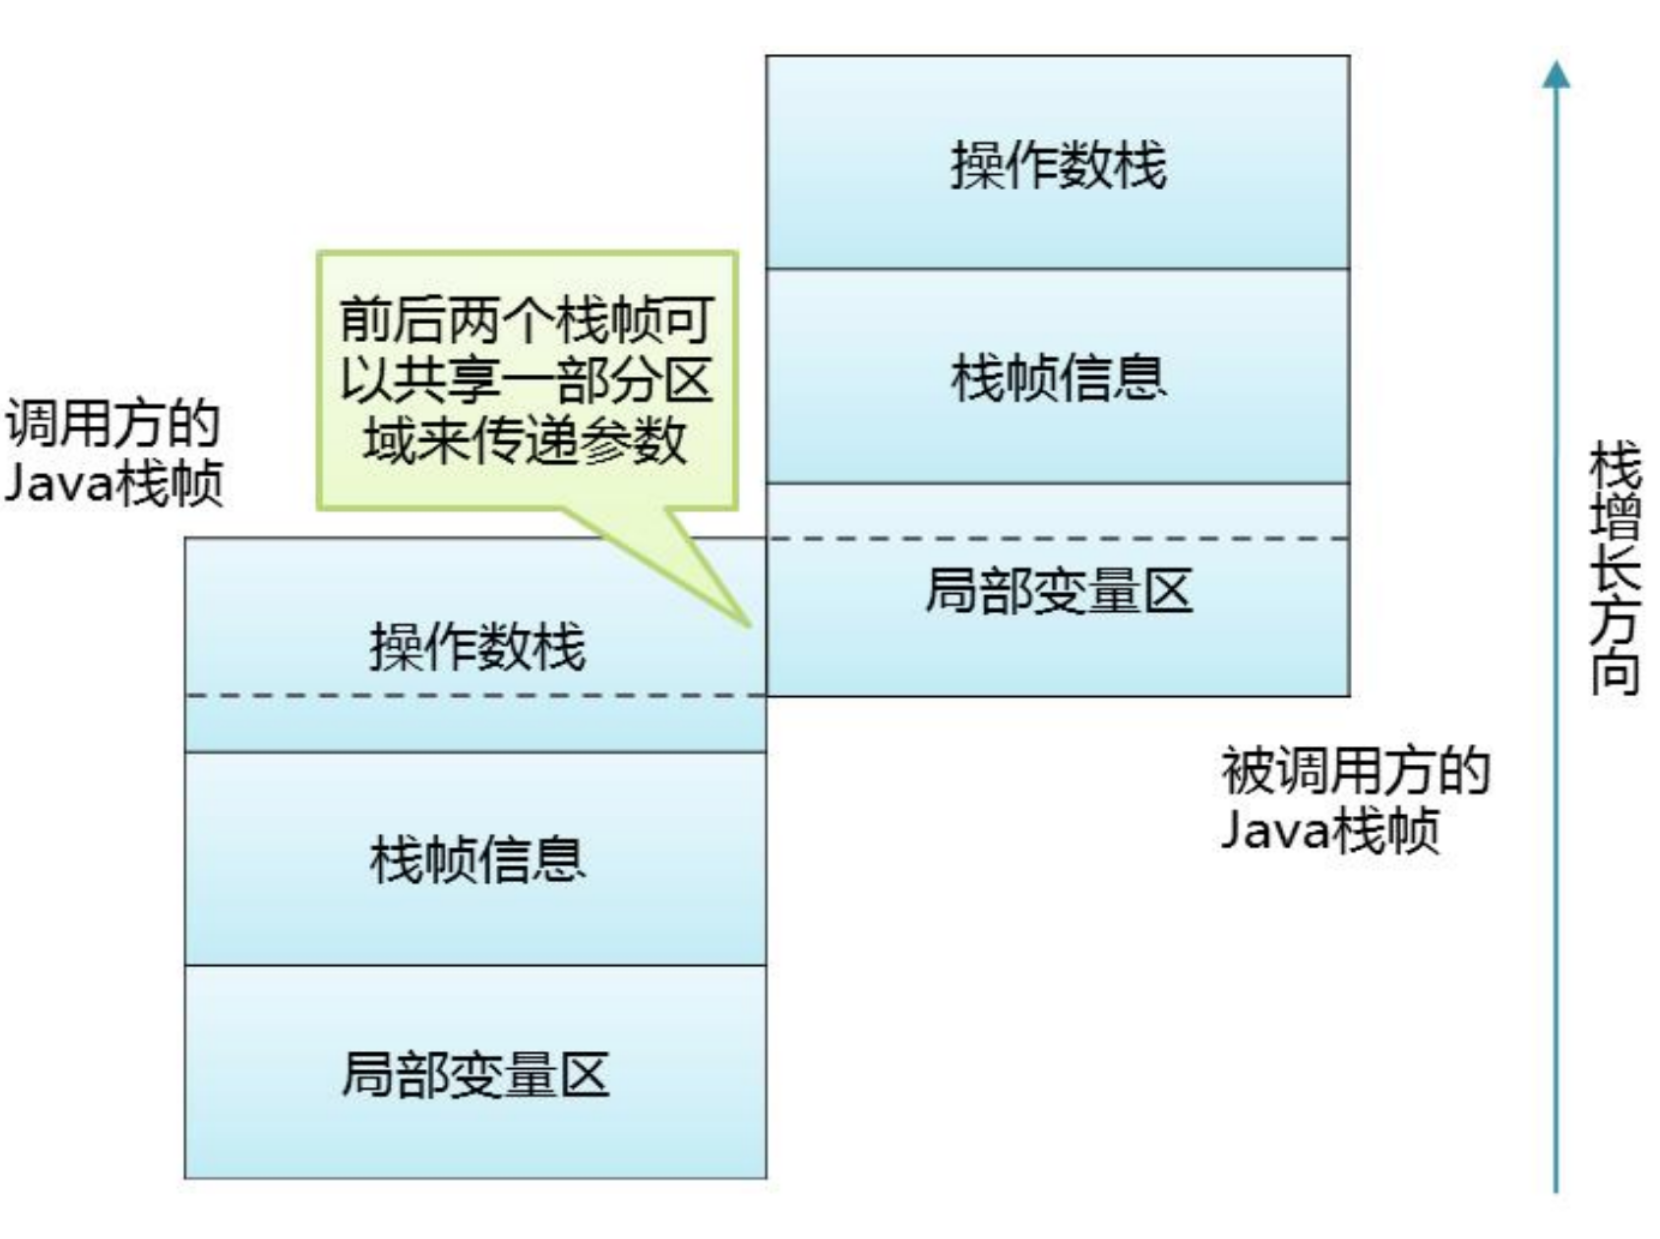 操作数栈
前后两个栈帧可
以共享一部分区
域来传递参数
栈帧信息
调用方的
Java栈帧
栈增长方向
局部变量区
操作数栈
被调用方的
Java栈帧
栈帧信息
局部变量区